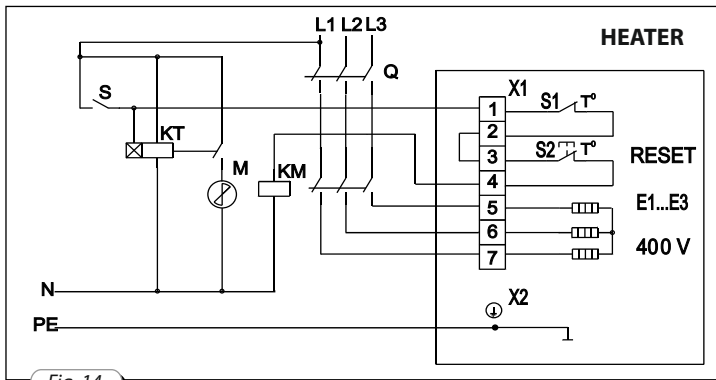 L1 L2 L3
HEATER
Q
X1
S
S1 T°
1
2
KT
S2 T°
3
RESET
M
KM
4
E1...E3
5
6
400 V
7
N
X2
PE
Fig. 14